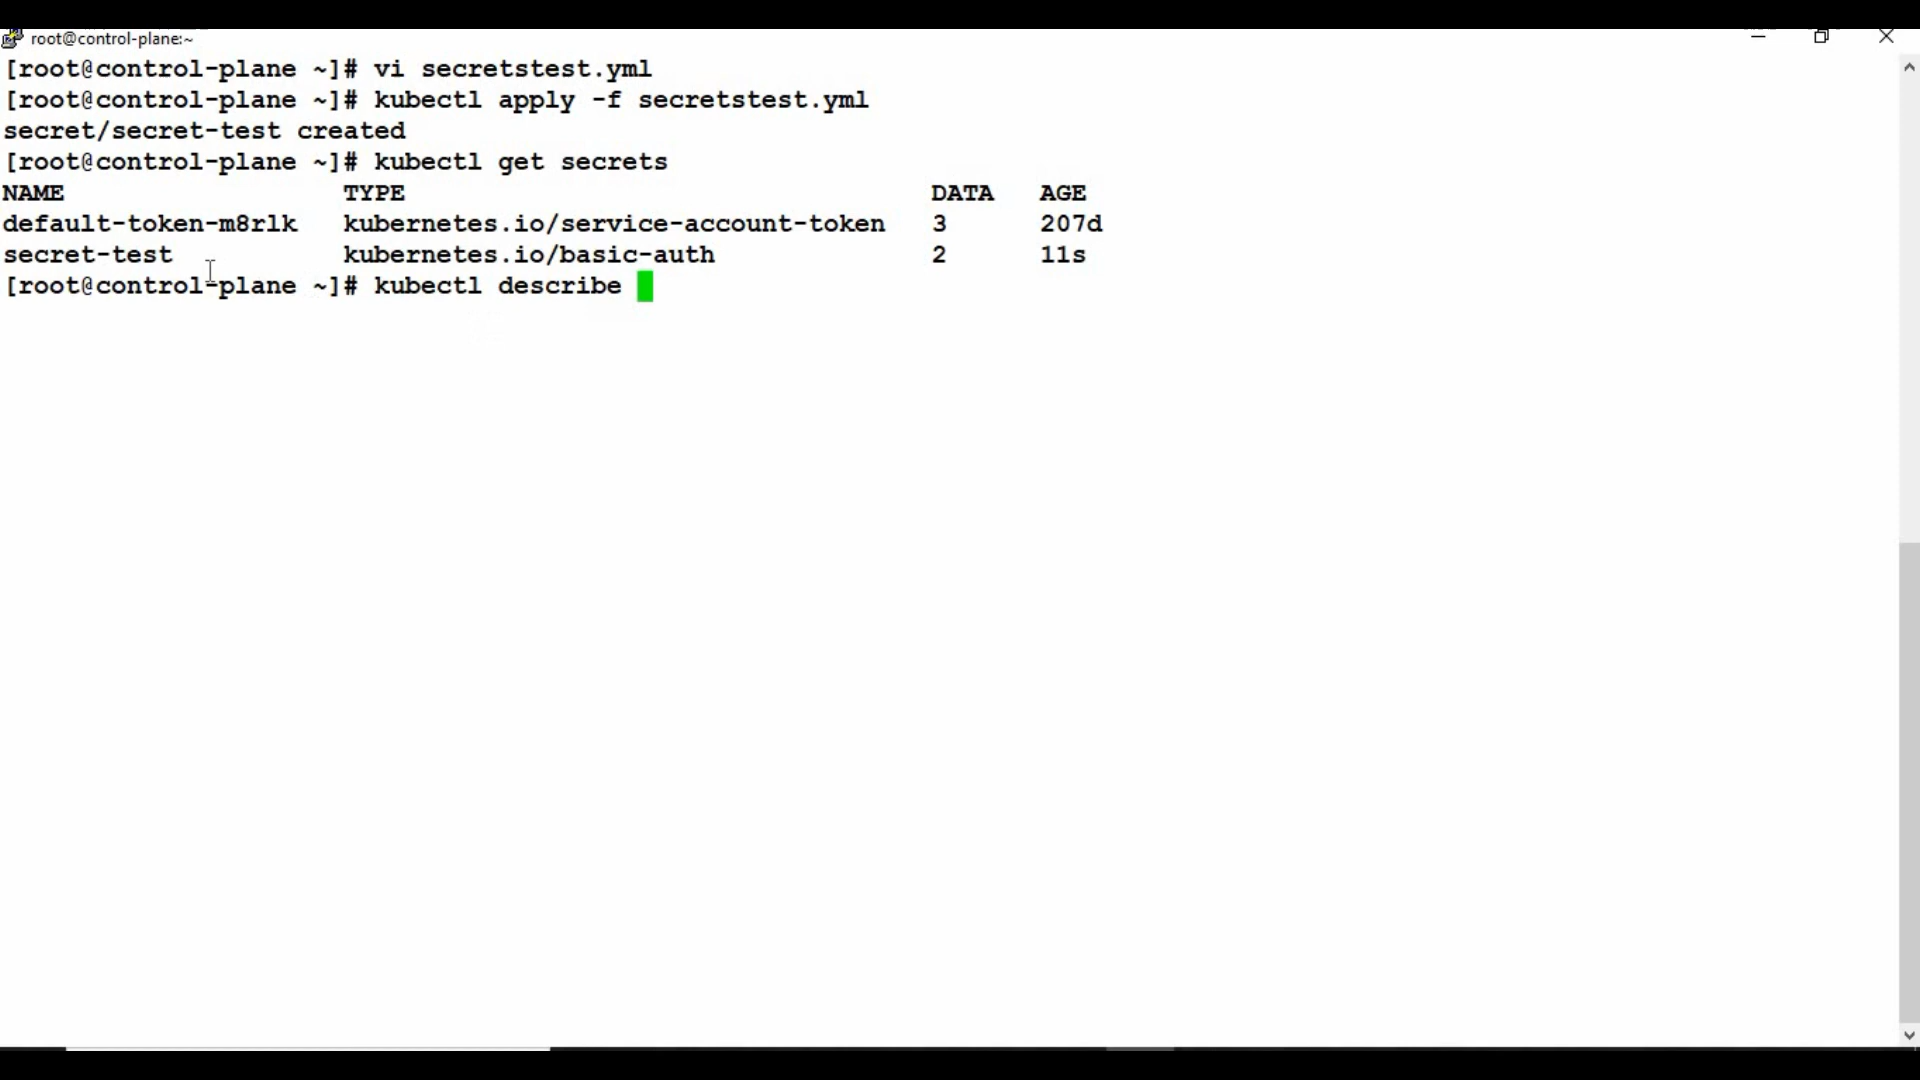 root@control-plane:~
[root@control-plane ~]# vi secretstest.yml
[root@control-plane ~]# kubectl apply -f secretstest.yml
secret/secret-test created
[root@control-plane ~]# kubectl get secrets
NAME TYPE DATA AGE
default-token-m8rlk kubernetes.io/service-account-token 3 207d
secret-test kubernetes.io/basic-auth 2 11s
[root@control-plane ~]# kubectl describe